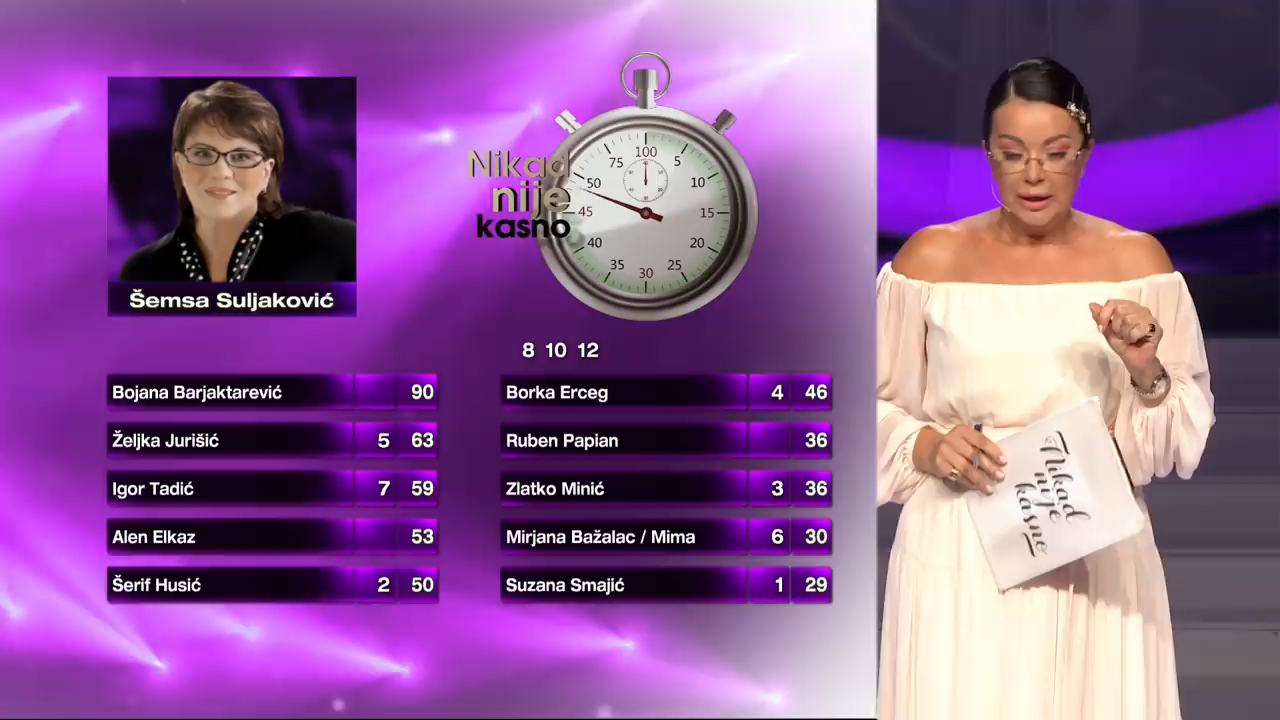 Šemsa Suljaković
Nikad
nije
kasno
100
5
10
15
20
25
30
35
40
45
50
75
8 10 12
Bojana Barjaktarević 90
Željka Jurišić 5 63
Igor Tadić 7 59
Alen Elkaz 53
Šerif Husić 2 50
Borka Erceg 4 46
Ruben Papian 36
Zlatko Minić 3 36
Mirjana Bažalac / Mima 6 30
Suzana Smajić 1 29
Nikad
nije
kasno